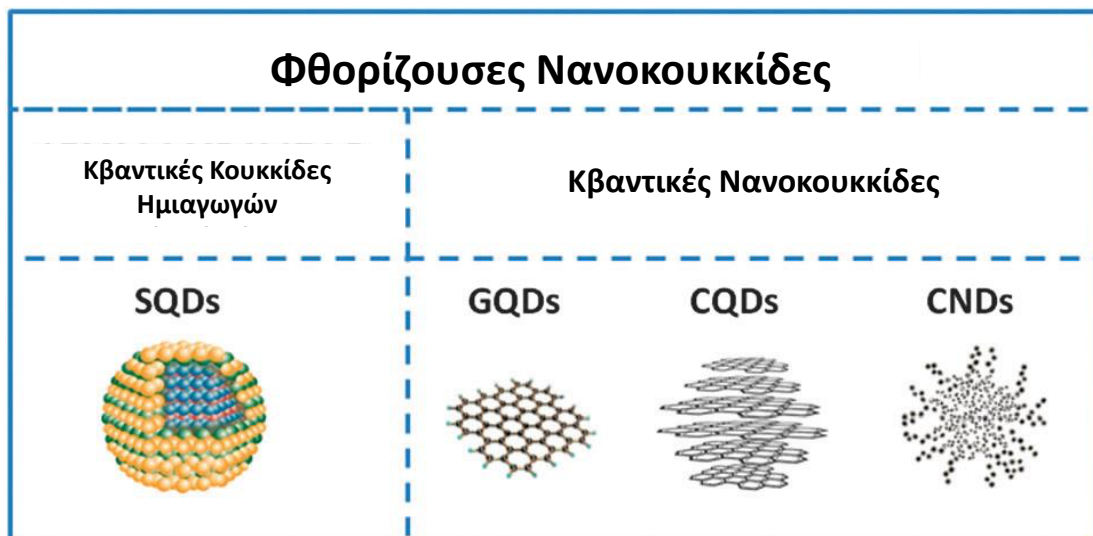 Φθορίζουσες Νανοκουκκίδες
Κβαντικές Κουκκίδες
Ημιαγωγών
Κβαντικές Νανοκουκκίδες
SQDs
GQDs
CQDs
CNDs